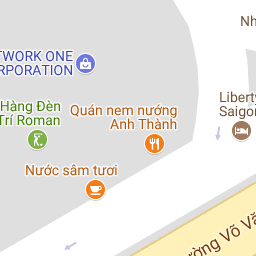 Nh
TWORK ONE
RPORATION
Hàng Đèn
Trí Roman
Quán nem nướng
Anh Thành
Liberty
Saigo
Nước sâm tươi
ường Võ Vă